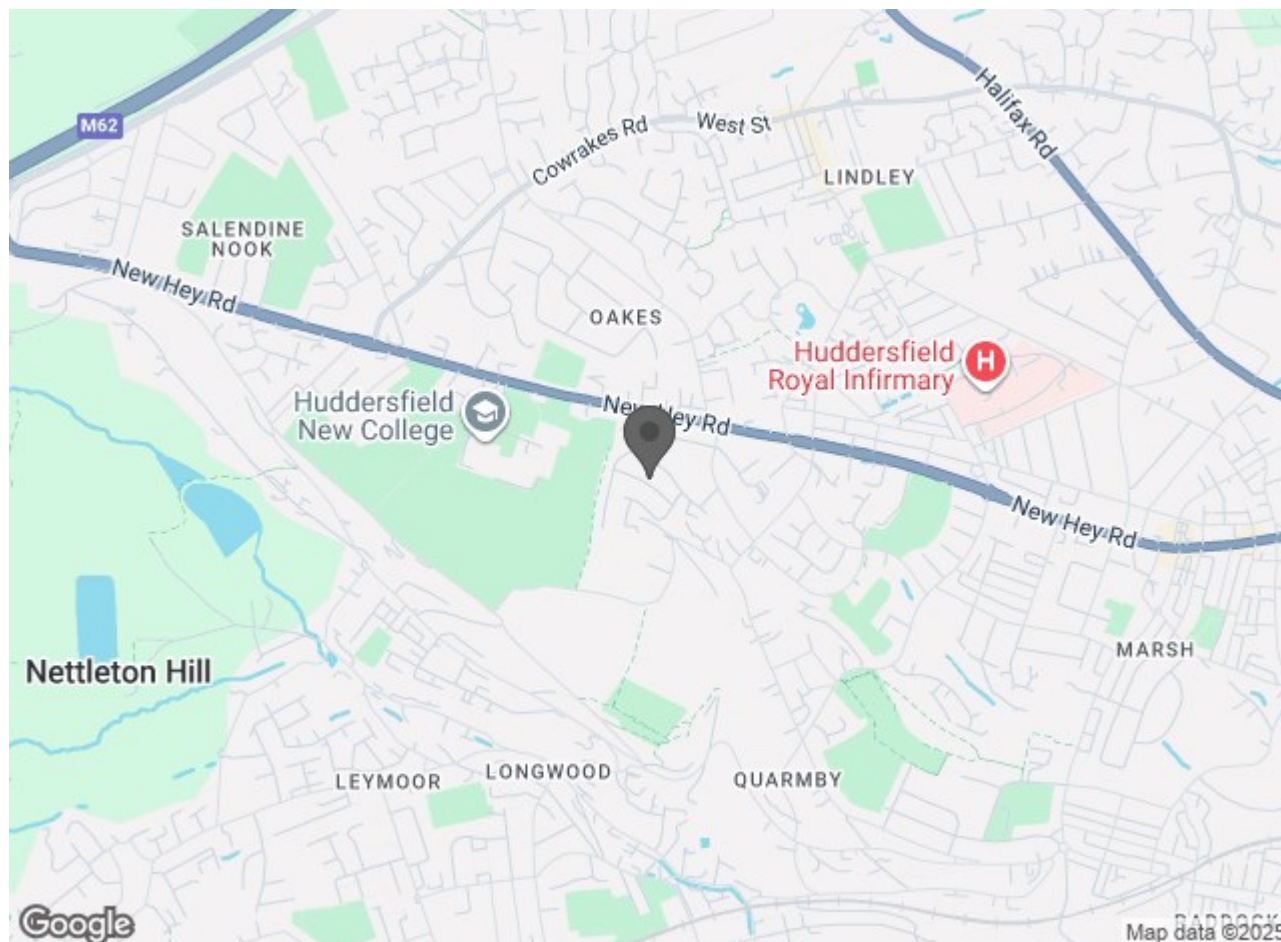 Halifax Rd
M62
Cowrakes Rd
West St
LINDLEY
SALENDINE
NOOK
New Hey Rd
OAKES
Huddersfield
Royal Infirmary
H
Huddersfield
New College
New Hey Rd
New Hey Rd
MARSH
Nettleton Hill
LEYMOOR
LONGWOOD
QUARMBY
PADDOCK
Google
Map data ©2025